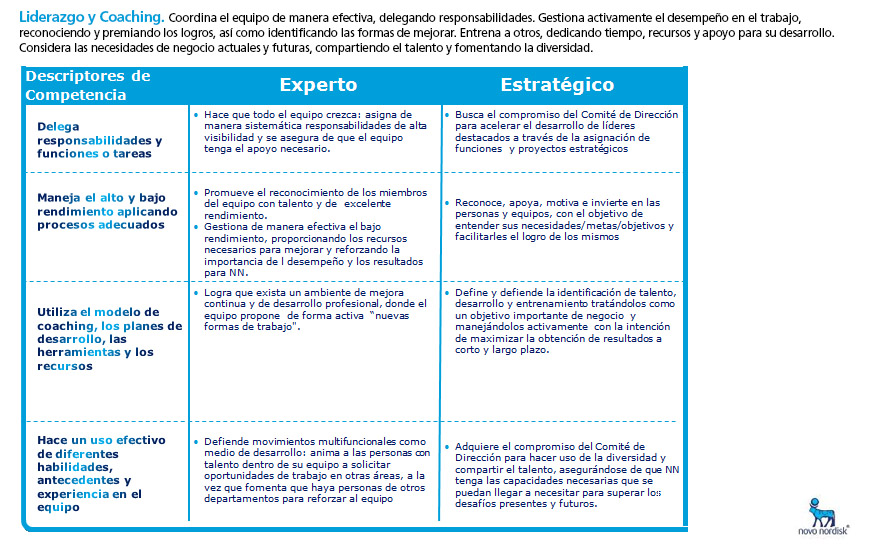 Liderazgo y Coaching. Coordina el equipo de manera efectiva, delegando responsabilidades. Gestiona activamente el desempeño en el trabajo,
reconociendo y premiando los logros, así como identificando las formas de mejorar. Entrena a otros, dedicando tiempo, recursos y apoyo para su desarrollo.
Considera las necesidades de negocio actuales y futuras, compartiendo el talento y fomentando la diversidad.
Descriptores de
Competencia
Experto
Estratégico
Delega
responsabilidades y
funciones o tareas
• Hace que todo el equipo crezca: asigna de
manera sistemática responsabilidades de alta
visibilidad y se asegura de que el equipo
tenga el apoyo necesario.
• Busca el compromiso del Comité de Dirección
para acelerar el desarrollo de líderes
destacados a través de la asignación de
funciones y proyectos estratégicos
Maneja el alto y bajo
rendimiento aplicando
procesos adecuados
• Promueve el reconocimiento de los miembros
del equipo con talento y de excelente
rendimiento.
• Gestiona de manera efectiva el bajo
rendimiento, proporcionando los recursos
necesarios para mejorar y reforzando la
importancia de l desempeño y los resultados
para NN.
• Reconoce, apoya, motiva e invierte en las
personas y equipos, con el objetivo de
entender sus necesidades/metas/objetivos y
facilitarles el logro de los mismos
Utiliza el modelo de
coaching, los planes de
desarrollo, las
herramientas y los
recursos
• Logra que exista un ambiente de mejora
continua y de desarrollo profesional, donde el
equipo propone de forma activa "nuevas
formas de trabajo".
• Define y defiende la identificación de talento,
desarrollo y entrenamiento tratándolos como
un objetivo importante de negocio y
manejándolos activamente con la intención
de maximizar la obtención de resultados a
corto y largo plazo.
Hace un uso efectivo
de diferentes
habilidades,
antecedentes y
experiencia en el
equipo
• Defiende movimientos multifuncionales como
medio de desarrollo: anima a las personas con
talento dentro de su equipo a solicitar
oportunidades de trabajo en otras áreas, a la
vez que fomenta que haya personas de otros
departamentos para reforzar al equipo
• Adquiere el compromiso del Comité de
Dirección para hacer uso de la diversidad y
compartir el talento, asegurándose de que NN
tenga las capacidades necesarias que se
puedan llegar a necesitar para superar los
desafíos presentes y futuros.
novo nordisk®